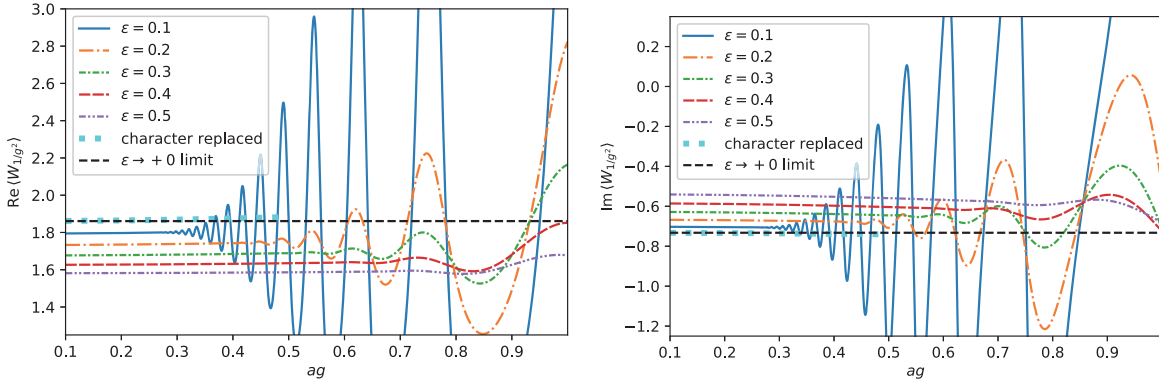 3.0
2.8
2.6
2.4
2.2
2.0
1.8
1.6
1.4
Re ⟨W₁/g²⟩
ε = 0.1
ε = 0.2
ε = 0.3
ε = 0.4
ε = 0.5
character replaced
ε → +0 limit
0.1 0.2 0.3 0.4 0.5 0.6 0.7 0.8 0.9
ag
0.2
0.0
−0.2
−0.4
−0.6
−0.8
−1.0
−1.2
Im ⟨W₁/g²⟩
ε = 0.1
ε = 0.2
ε = 0.3
ε = 0.4
ε = 0.5
character replaced
ε → +0 limit
0.1 0.2 0.3 0.4 0.5 0.6 0.7 0.8 0.9
ag